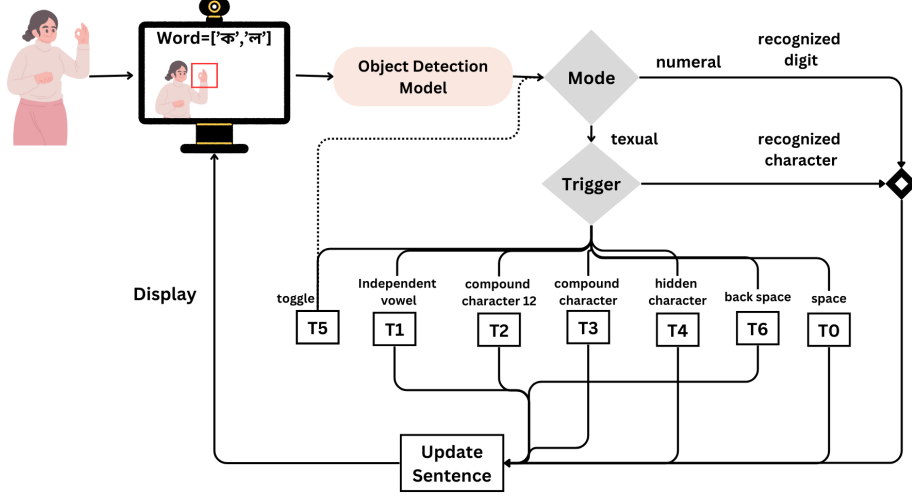 Word=['ক','ল']
Object Detection
Model
Mode
numeral
recognized
digit
texual
recognized
character
Trigger
Display
toggle
Independent
vowel
compound
character 12
compound
character
hidden
character
back space
space
T5
T1
T2
T3
T4
T6
T0
Update
Sentence